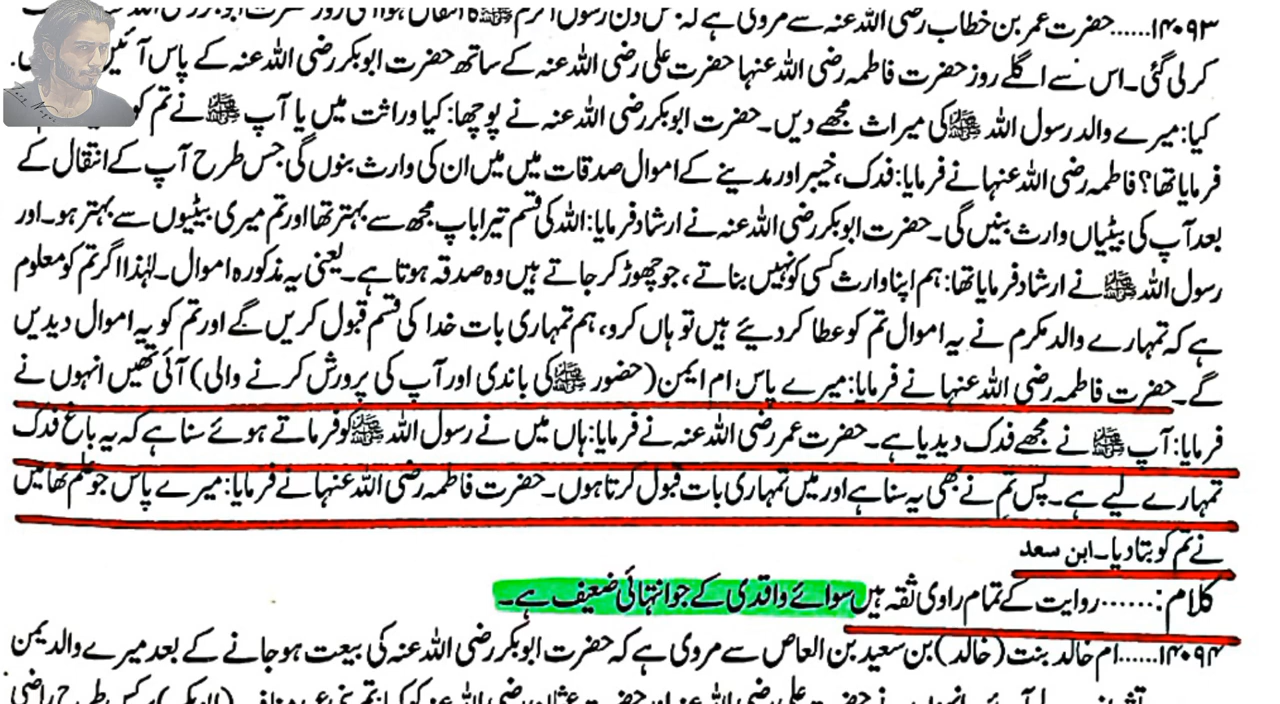 ۱۴۰۹۳......حضرت عمر بن خطاب رضی اللہ عنہ سے مروی ہے کہ جس دن رسول اکرم ﷺ کا انتقال ہوا اسی روز حضرت ابوبکر رضی اللہ
کر لی گئی۔ اس سے اگلے روز حضرت فاطمہ رضی اللہ عنہا حضرت علی رضی اللہ عنہ کے ساتھ حضرت ابوبکر رضی اللہ عنہ کے پاس آئیں
کیا: میرے والد رسول اللہ ﷺ کی میراث مجھے دیں۔ حضرت ابوبکر رضی اللہ عنہ نے پوچھا: کیا وراثت میں یا آپ ﷺ نے تم کو
فرمایا تھا؟ فاطمہ رضی اللہ عنہا نے فرمایا: فدک، خیبر اور مدینے کے اموال صدقات میں میں ان کی وارث بنوں گی جس طرح آپ کے انتقال کے
بعد آپ کی بیٹیاں وارث بنیں گی۔ حضرت ابوبکر رضی اللہ عنہ نے ارشاد فرمایا: اللہ کی قسم تیرا باپ مجھ سے بہتر تھا اور تم میری بیٹیوں سے بہتر ہو۔ اور
رسول اللہ ﷺ نے ارشاد فرمایا تھا: ہم اپنا وارث کسی کو نہیں بناتے، جو چھوڑ کر جاتے ہیں وہ صدقہ ہوتا ہے۔ یعنی یہ مذکورہ اموال۔ لہٰذا اگر تم کو معلوم
ہے کہ تمہارے والد مکرم نے یہ اموال تم کو عطا کر دیئے ہیں تو ہاں کرو، ہم تمہاری بات خدا کی قسم قبول کریں گے اور تم کو یہ اموال دیدیں
گے۔ حضرت فاطمہ رضی اللہ عنہا نے فرمایا: میرے پاس ام ایمن (حضور ﷺ کی باندی اور آپ کی پرورش کرنے والی) آئی تھیں انہوں نے
فرمایا: آپ ﷺ نے مجھے فدک دیدیا ہے۔ حضرت عمر رضی اللہ عنہ نے فرمایا: ہاں میں نے رسول اللہ ﷺ کو فرماتے ہوئے سنا ہے کہ یہ باغ فدک
تمہارے لیے ہے۔ پس تم نے بھی یہ سنا ہے اور میں تمہاری بات قبول کرتا ہوں۔ حضرت فاطمہ رضی اللہ عنہا نے فرمایا: میرے پاس جو علم تھا میں
نے تم کو بتا دیا۔ ابن سعد
کلام:......روایت کے تمام راوی ثقہ ہیں سوائے واقدی کے جو انتہائی ضعیف ہے۔
۱۴۰۹۴......ام خالد بنت (خالد) بن سعید بن العاص سے مروی ہے کہ حضرت ابوبکر رضی اللہ عنہ کی بیعت ہو جانے کے بعد میرے والد یمن